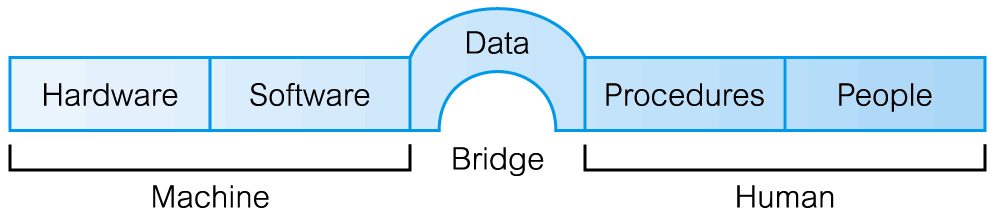 Data
Hardware Software Procedures People
Bridge
Machine Human